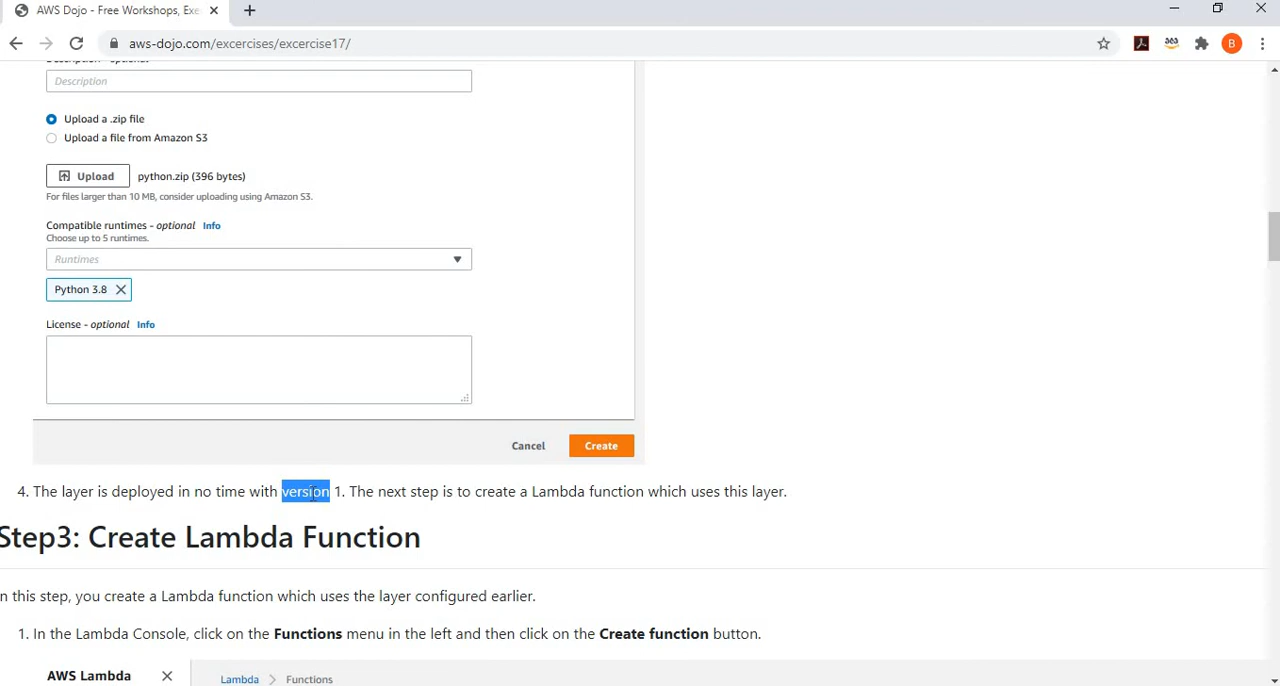 AWS Dojo - Free Workshops, Exe
aws-dojo.com/excercises/excercise17/
B
Description - optional
Description
Upload a .zip file
Upload a file from Amazon S3
Upload python.zip (396 bytes)
For files larger than 10 MB, consider uploading using Amazon S3.
Compatible runtimes - optional Info
Choose up to 5 runtimes.
Runtimes
Python 3.8
License - optional Info
Cancel Create
4. The layer is deployed in no time with version 1. The next step is to create a Lambda function which uses this layer.
Step3: Create Lambda Function
n this step, you create a Lambda function which uses the layer configured earlier.
1. In the Lambda Console, click on the Functions menu in the left and then click on the Create function button.
AWS Lambda
Lambda Functions